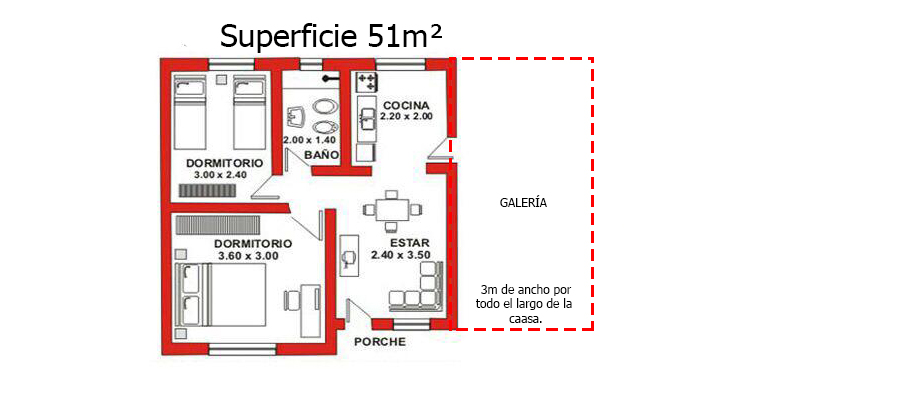 Superficie 51m²
COCINA
2.20 x 2.00
2.00 x 1.40
BAÑO
DORMITORIO
3.00 x 2.40
GALERÍA
DORMITORIO
3.60 x 3.00
ESTAR
2.40 x 3.50
3m de ancho por
todo el largo de la
caasa.
PORCHE